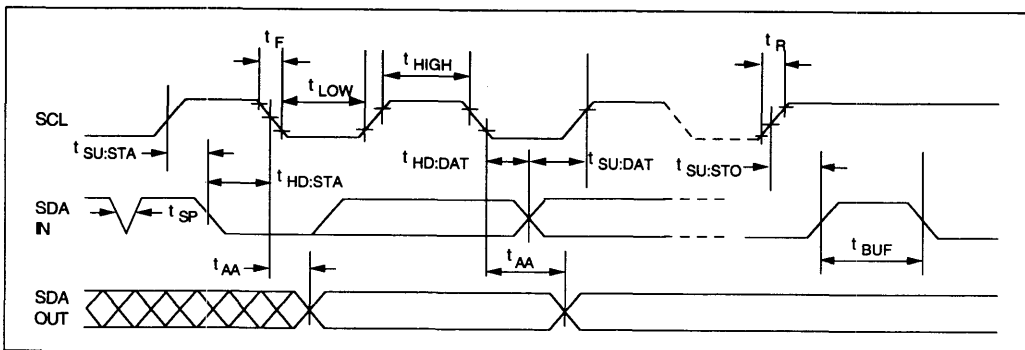 t F
t R
t HIGH
t LOW
SCL
t SU:STA
t HD:STA
t HD:DAT
t SU:DAT
t SU:STO
SDA
IN
t SP
t AA
t AA
t BUF
SDA
OUT